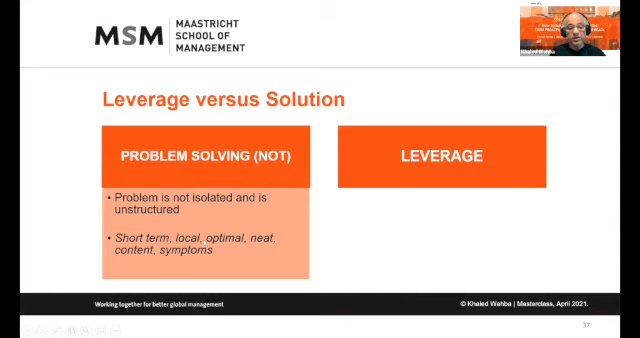 MSM
MAASTRICHT
SCHOOL OF
MANAGEMENT
Khaled Wahba
Leverage versus Solution
PROBLEM SOLVING (NOT)
• Problem is not isolated and is
unstructured
• Short term, local, optimal, neat,
content, symptoms
LEVERAGE
Working together for better global management
© Khaled Wahba | Masterclass, April 2021.
37